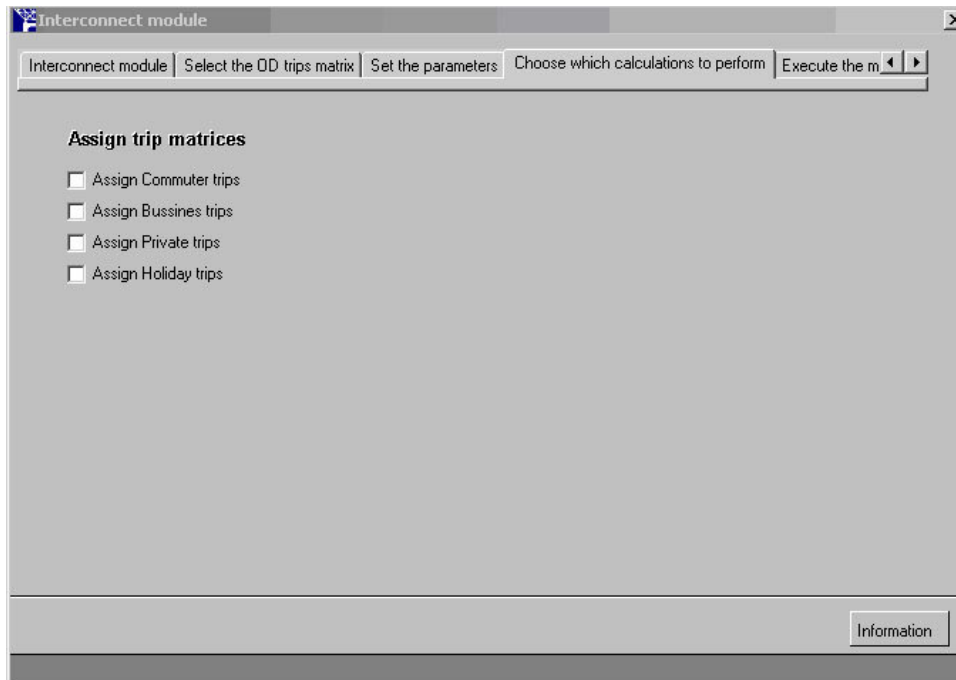 Interconnect module
Interconnect module Select the OD trips matrix Set the parameters Choose which calculations to perform Execute the m
Assign trip matrices
Assign Commuter trips
Assign Bussines trips
Assign Private trips
Assign Holiday trips
Information